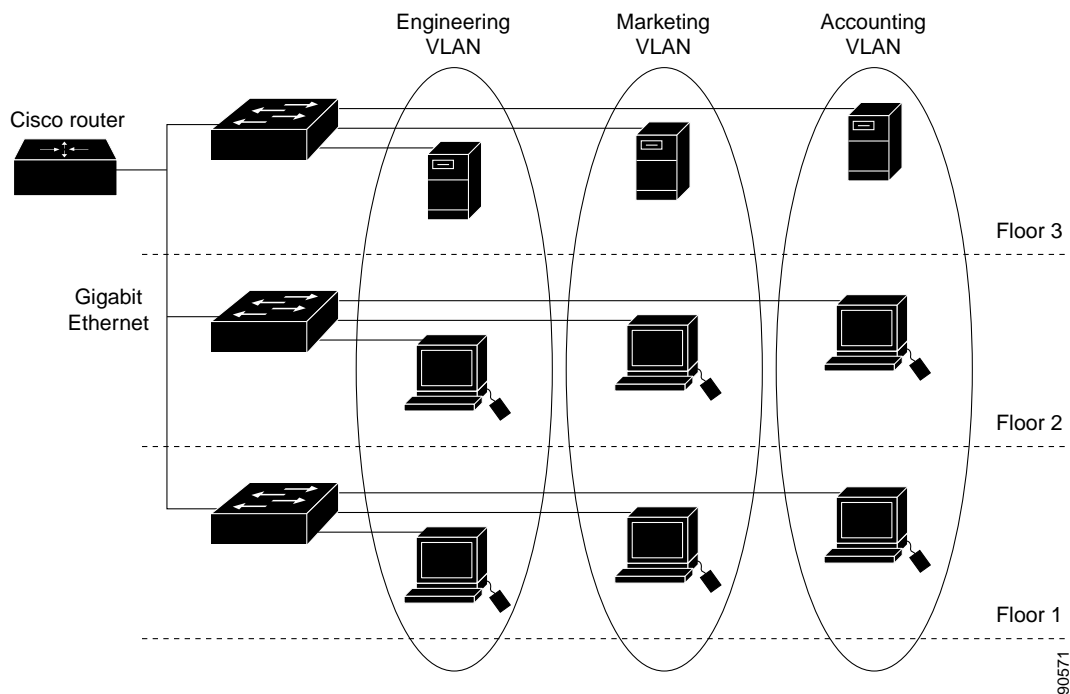 Engineering
VLAN
Marketing
VLAN
Accounting
VLAN
Cisco router
Floor 3
Gigabit
Ethernet
Floor 2
Floor 1
90571